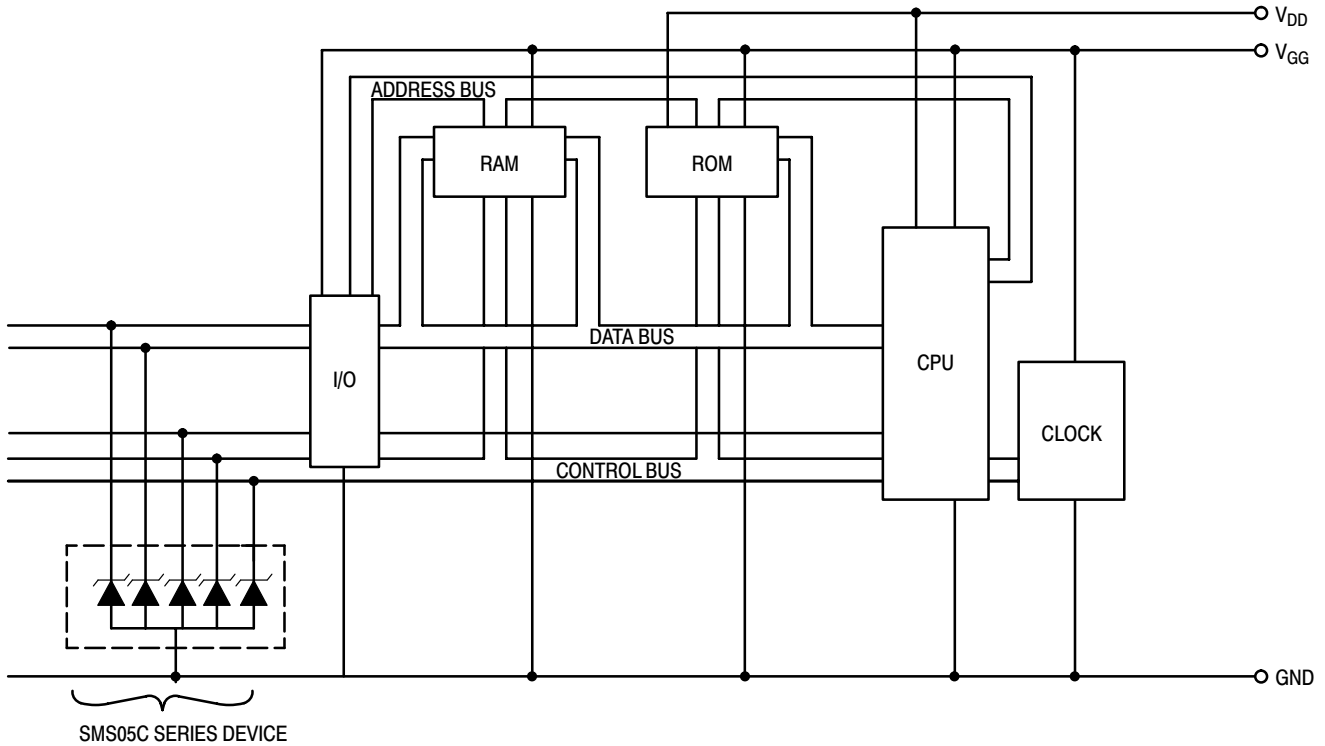 V_DD
V_GG
ADDRESS BUS
RAM
ROM
DATA BUS
I/O
CPU
CLOCK
CONTROL BUS
GND
SMS05C SERIES DEVICE